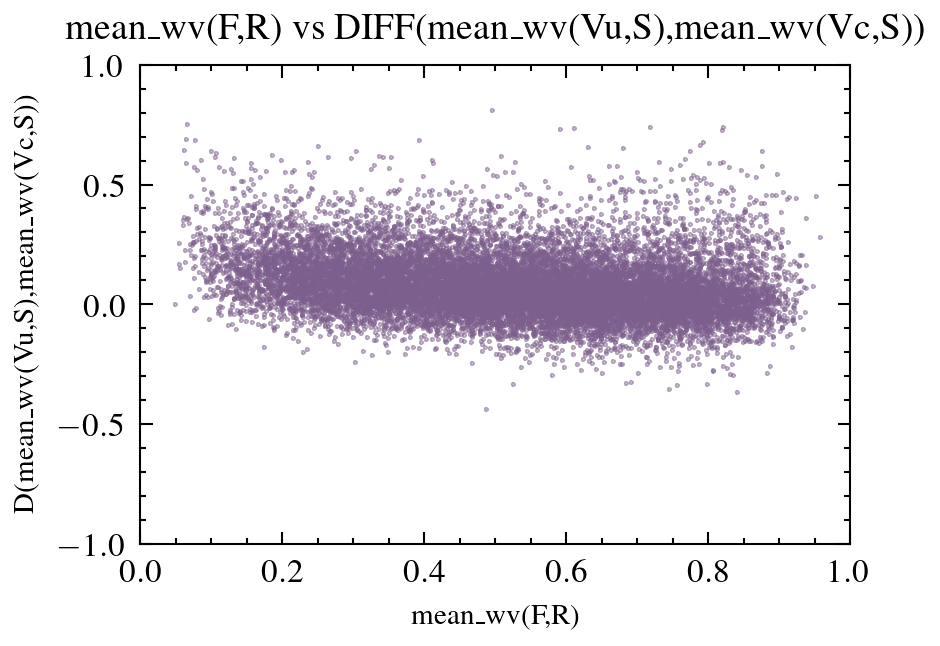 mean_wv(F,R) vs DIFF(mean_wv(Vu,S),mean_wv(Vc,S))
1.0
0.5
0.0
−0.5
−1.0
D(mean_wv(Vu,S),mean_wv(Vc,S))
0.0 0.2 0.4 0.6 0.8 1.0
mean_wv(F,R)